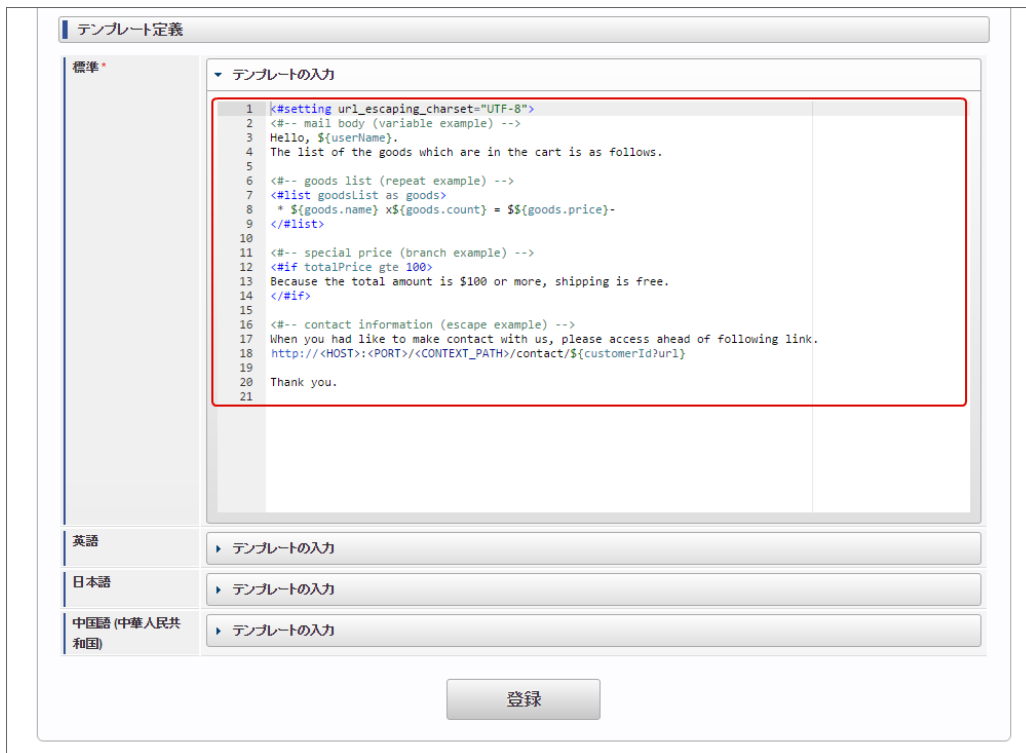 テンプレート定義
標準*
テンプレートの入力
1 <#setting url_escaping_charset="UTF-8">
2 <#-- mail body (variable example) -->
3 Hello, ${userName}.
4 The list of the goods which are in the cart is as follows.
5
6 <#-- goods list (repeat example) -->
7 <#list goodsList as goods>
8  * ${goods.name} x${goods.count} = $${goods.price}-
9 </#list>
10
11 <#-- special price (branch example) -->
12 <#if totalPrice gte 100>
13 Because the total amount is $100 or more, shipping is free.
14 </#if>
15
16 <#-- contact information (escape example) -->
17 When you had like to make contact with us, please access ahead of following link.
18 http://<HOST>:<PORT>/<CONTEXT_PATH>/contact/${customerId?url}
19
20 Thank you.
21
英語
テンプレートの入力
日本語
テンプレートの入力
中国語 (中華人民共
和国)
テンプレートの入力
登録